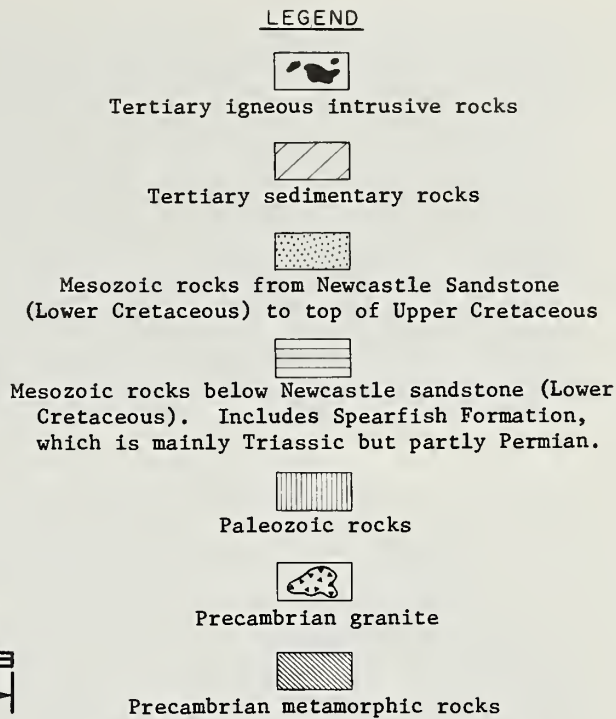 LEGEND
Tertiary igneous intrusive rocks
Tertiary sedimentary rocks
Mesozoic rocks from Newcastle Sandstone
(Lower Cretaceous) to top of Upper Cretaceous
Mesozoic rocks below Newcastle sandstone (Lower
Cretaceous). Includes Spearfish Formation,
which is mainly Triassic but partly Permian.
Paleozoic rocks
Precambrian granite
Precambrian metamorphic rocks